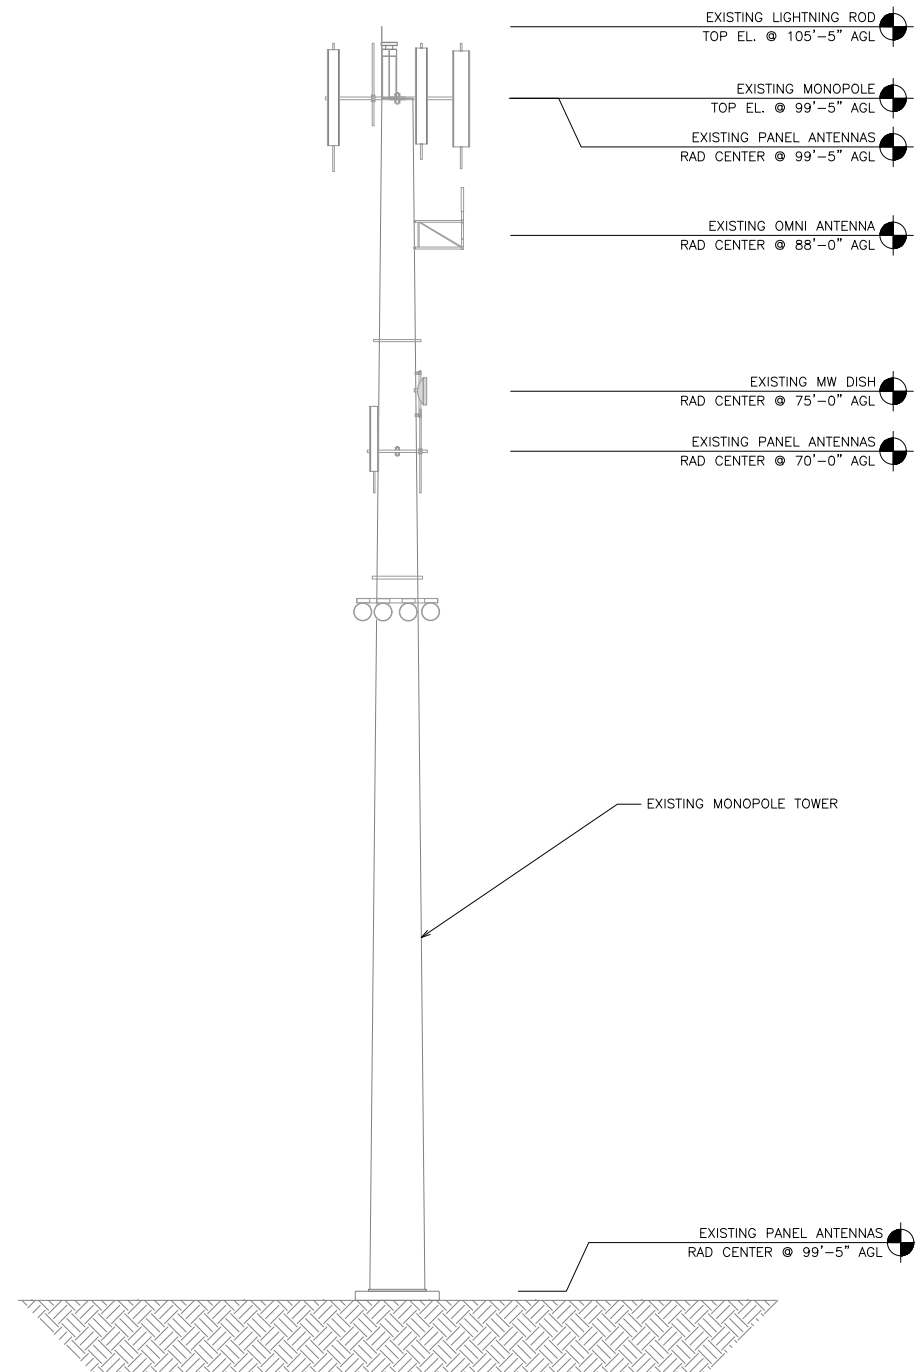 EXISTING LIGHTNING ROD
TOP EL. @ 105'-5" AGL
EXISTING MONOPOLE
TOP EL. @ 99'-5" AGL
EXISTING PANEL ANTENNAS
RAD CENTER @ 99'-5" AGL
EXISTING OMNI ANTENNA
RAD CENTER @ 88'-0" AGL
EXISTING MW DISH
RAD CENTER @ 75'-0" AGL
EXISTING PANEL ANTENNAS
RAD CENTER @ 70'-0" AGL
EXISTING MONOPOLE TOWER
EXISTING PANEL ANTENNAS
RAD CENTER @ 99'-5" AGL